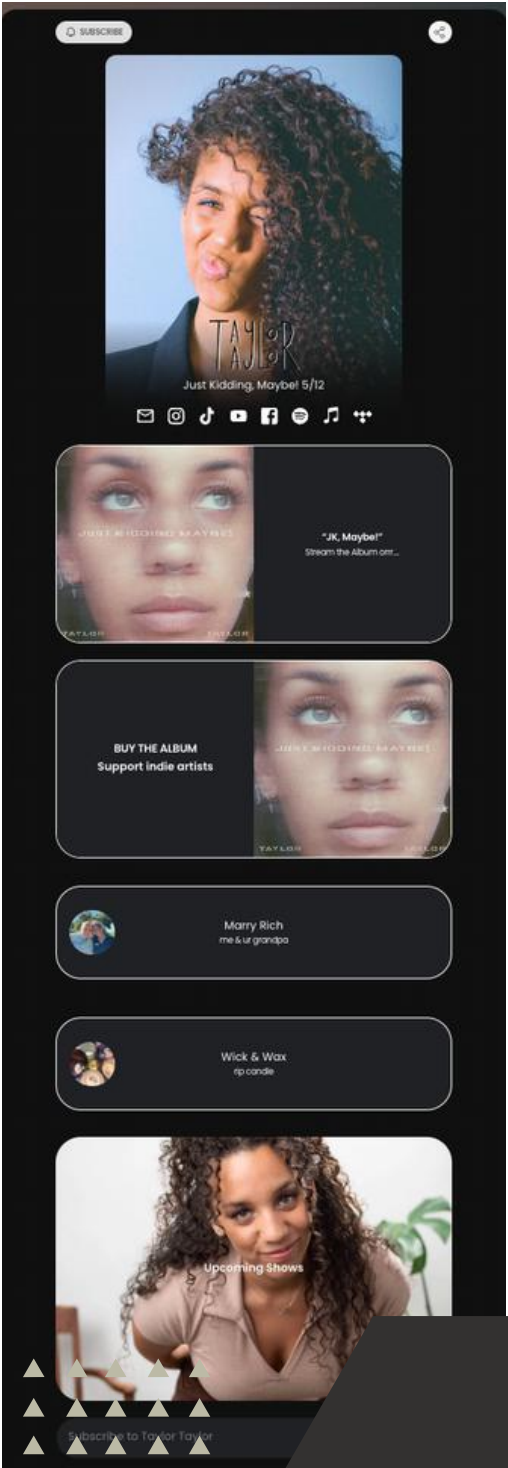 SUBSCRIBE
TAYLOR
TAYLOR
Just Kidding, Maybe! 5/12
JUST KIDDING MAYBE!
TAYLOR TAYLOR
"JK, Maybe!"
Stream the Album orrr...
BUY THE ALBUM
Support indie artists
JUST KIDDING MAYBE!
TAYLOR TAYLOR
Marry Rich
me & ur grandpa
Wick & Wax
rip candle
Upcoming Shows
Subscribe to Taylor Taylor